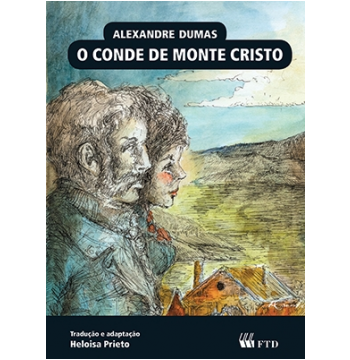 ALEXANDRE DUMAS
O CONDE DE MONTE CRISTO
Tradução e adaptação
Heloisa Prieto
FTD